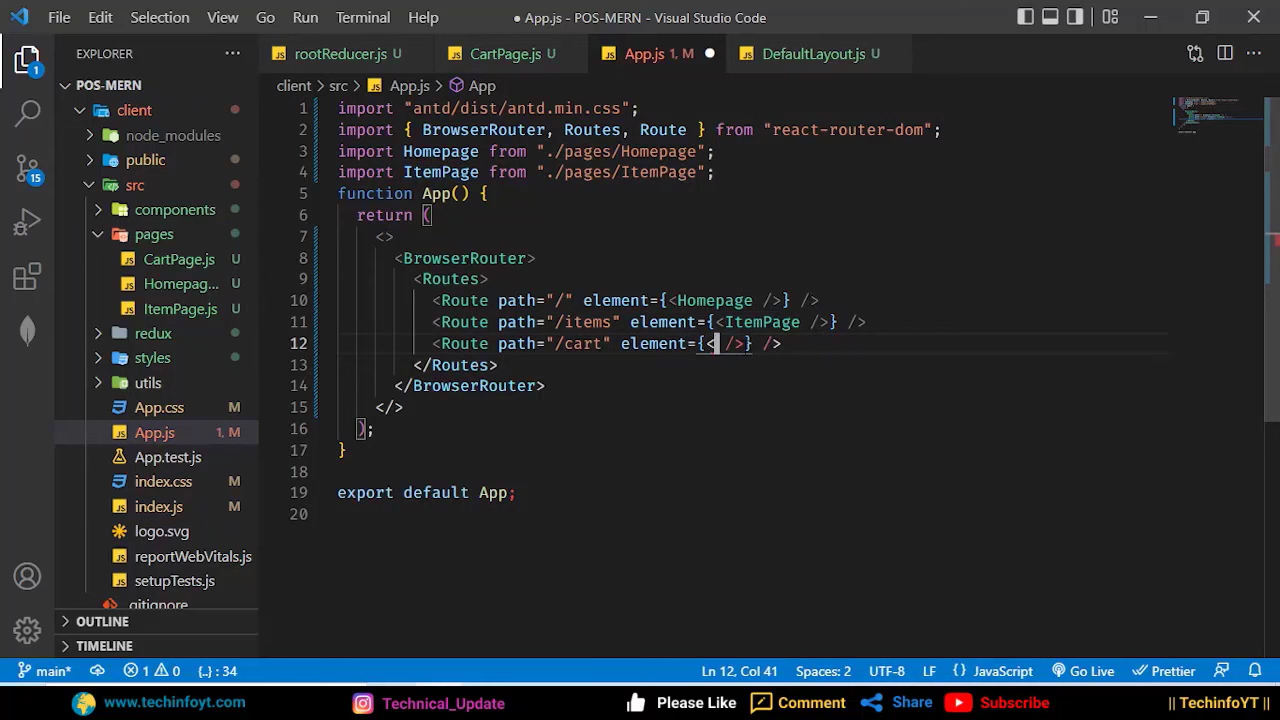 File Edit Selection View Go Run Terminal Help
● App.js - POS-MERN - Visual Studio Code
EXPLORER
rootReducer.js U
CartPage.js U
App.js 1, M
DefaultLayout.js U
POS-MERN
client
node_modules
public
src
components
pages
CartPage.js U
Homepag... U
ItemPage.js U
redux
styles
utils
App.css M
App.js 1, M
App.test.js
index.css M
index.js M
logo.svg
reportWebVitals.js
setupTests.js
.gitignore
OUTLINE
TIMELINE
1
15
client > src > App.js > App
1 import "antd/dist/antd.min.css";
2 import { BrowserRouter, Routes, Route } from "react-router-dom";
3 import Homepage from "./pages/Homepage";
4 import ItemPage from "./pages/ItemPage";
5 function App() {
6 return (
7 <>
8 <BrowserRouter>
9 <Routes>
10 <Route path="/" element={<Homepage />} />
11 <Route path="/items" element={<ItemPage />} />
12 <Route path="/cart" element={< />} />
13 </Routes>
14 </BrowserRouter>
15 </>
16 );
17 }
18
19 export default App;
20
main* 1 0 {..} : 34
Ln 12, Col 41 Spaces: 2 UTF-8 LF {} JavaScript Go Live Prettier
www.techinfoyt.com Technical_Update Please Like Comment Share Subscribe || TechinfoYT ||